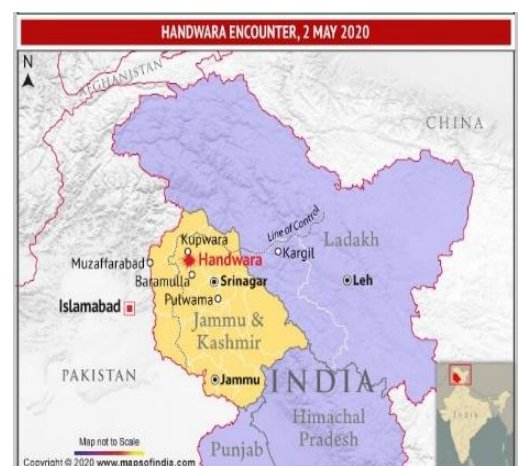 HANDWARA ENCOUNTER, 2 MAY 2020
N
AFGHANISTAN
CHINA
Line of Control
Kupwara
Handwara
Kargil
Ladakh
Muzaffarabad
Baramulla
Srinagar
Leh
Pulwama
Islamabad
Jammu &
Kashmir
PAKISTAN
Jammu
INDIA
Himachal
Pradesh
Punjab
India
Map not to Scale
Copyright © 2020 www.mapsofindia.com